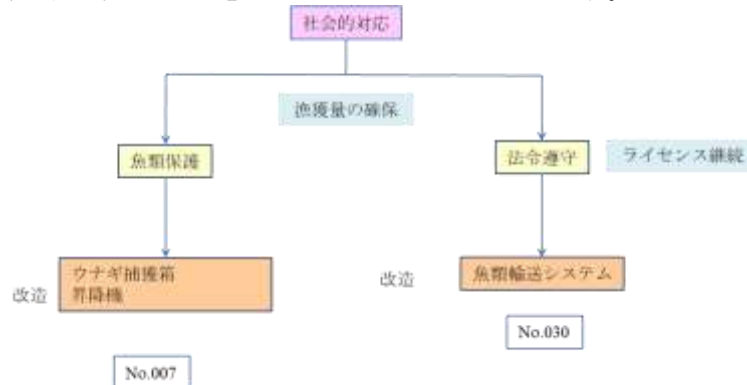 社会的対応
漁獲量の確保
魚類保護
法令遵守
ライセンス継続
ウナギ捕獲箱
昇降機
改造
魚類輸送システム
改造
No.030
No.007